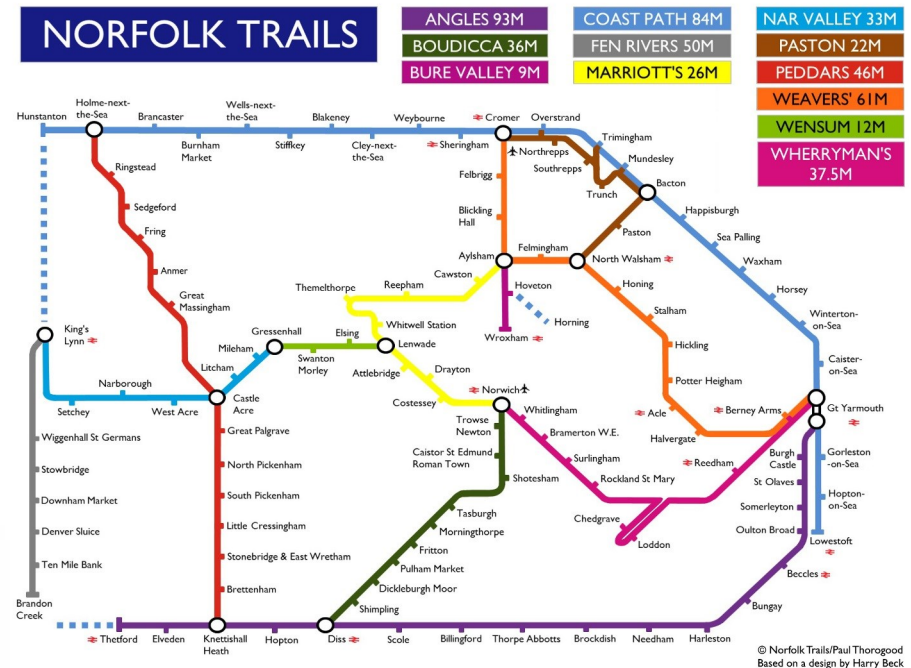 NORFOLK TRAILS
ANGLES 93M
BOUDICCA 36M
BURE VALLEY 9M
COAST PATH 84M
FEN RIVERS 50M
MARRIOTT'S 26M
NAR VALLEY 33M
PASTON 22M
PEDDARS 46M
WEAVERS' 61M
WENSUM 12M
WHERRYMAN'S
37.5M
Hunstanton
Holme-next-
the-Sea
Brancaster
Burnham
Market
Wells-next-
the-Sea
Stiffkey
Blakeney
Cley-next-
the-Sea
Weybourne
Sheringham
Cromer
Overstrand
Northrepps
Southrepps
Trimingham
Mundesley
Trunch
Bacton
Ringstead
Sedgeford
Fring
Anmer
Great
Massingham
Felbrigg
Blickling
Hall
Aylsham
Felmingham
Paston
North Walsham
Happisburgh
Sea Palling
Waxham
Horsey
Winterton-
on-Sea
Caister-
on-Sea
Cawston
Reepham
Themelthorpe
Whitwell Station
Hoveton
Horning
Wroxham
Honing
Stalham
Hickling
Potter Heigham
Acle
Halvergate
Berney Arms
Gt Yarmouth
King's
Lynn
Gressenhall
Mileham
Litcham
Elsing
Swanton
Morley
Lenwade
Attlebridge
Drayton
Costessey
Norwich
Narborough
Setchey
West Acre
Castle
Acre
Whitlingham
Bramerton W.E.
Surlingham
Rockland St Mary
Chedgrave
Loddon
Reedham
Trowse
Newton
Caistor St Edmund
Roman Town
Shotesham
Tasburgh
Morningthorpe
Fritton
Pulham Market
Dickleburgh Moor
Shimpling
Great Palgrave
North Pickenham
South Pickenham
Little Cressingham
Stonebridge & East Wretham
Brettenham
Wiggenhall St Germans
Stowbridge
Downham Market
Denver Sluice
Ten Mile Bank
Brandon
Creek
Burgh
Castle
St Olaves
Somerleyton
Oulton Broad
Gorleston
-on-Sea
Hopton-
on-Sea
Lowestoft
Beccles
Bungay
Thetford
Elveden
Knettishall
Heath
Hopton
Diss
Scole
Billingford
Thorpe Abbotts
Brockdish
Needham
Harleston
© Norfolk Trails/Paul Thorogood
Based on a design by Harry Beck